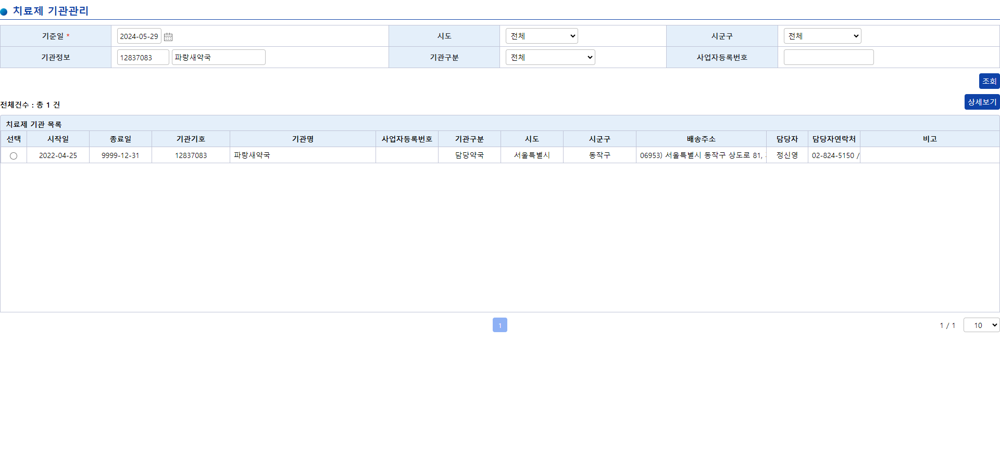 치료제 기관관리
기준일 * 2024-05-29 시도 전체 시군구 전체
기관정보 12837083 파랑새약국 기관구분 전체 사업자등록번호
조회
상세보기
전체건수 : 총 1 건
치료제 기관 목록
선택 시작일 종료일 기관기호 기관명 사업자등록번호 기관구분 시도 시군구 배송주소 담당자 담당자연락처 비고
2022-04-25 9999-12-31 12837083 파랑새약국 담당약국 서울특별시 동작구 06953) 서울특별시 동작구 상도로 81, 정신영 02-824-5150 /
1 1 / 1 10